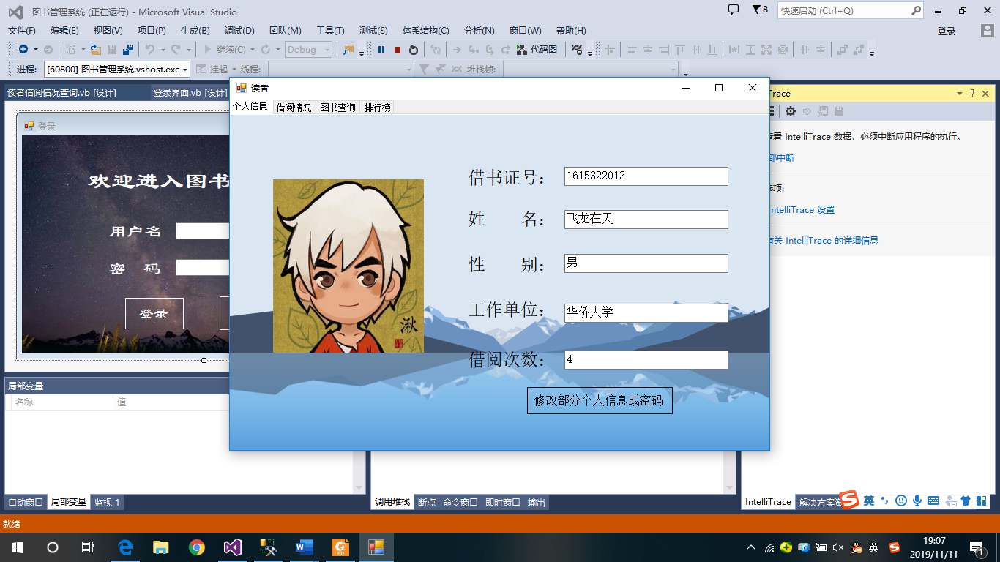 图书管理系统 (正在运行) - Microsoft Visual Studio
8
快速启动 (Ctrl+Q)
文件(F) 编辑(E) 视图(V) 项目(P) 生成(B) 调试(D) 团队(M) 工具(T) 测试(S) 体系结构(C) 分析(N) 窗口(W) 帮助(H)
登录
继续(C) Debug 代码图
进程: [60800] 图书管理系统.vshost.exe 挂起 线程: 堆栈帧:
读者借阅情况查询.vb [设计] 登录界面.vb [设计]
登录
欢迎进入图书
用户名
密 码
登录
读者
个人信息 借阅情况 图书查询 排行榜
湫
借书证号: 1615322013
姓 名: 飞龙在天
性 别: 男
工作单位: 华侨大学
借阅次数: 4
修改部分个人信息或密码
Trace
查看 IntelliTrace 数据，必须中断应用程序的执行。
部中断
选项:
IntelliTrace 设置
有关 IntelliTrace 的详细信息
局部变量
名称 值
自动窗口 局部变量 监视 1
调用堆栈 断点 命令窗口 即时窗口 输出
IntelliTrace 解决方案资
英
就绪
英
19:07
2019/11/11
1